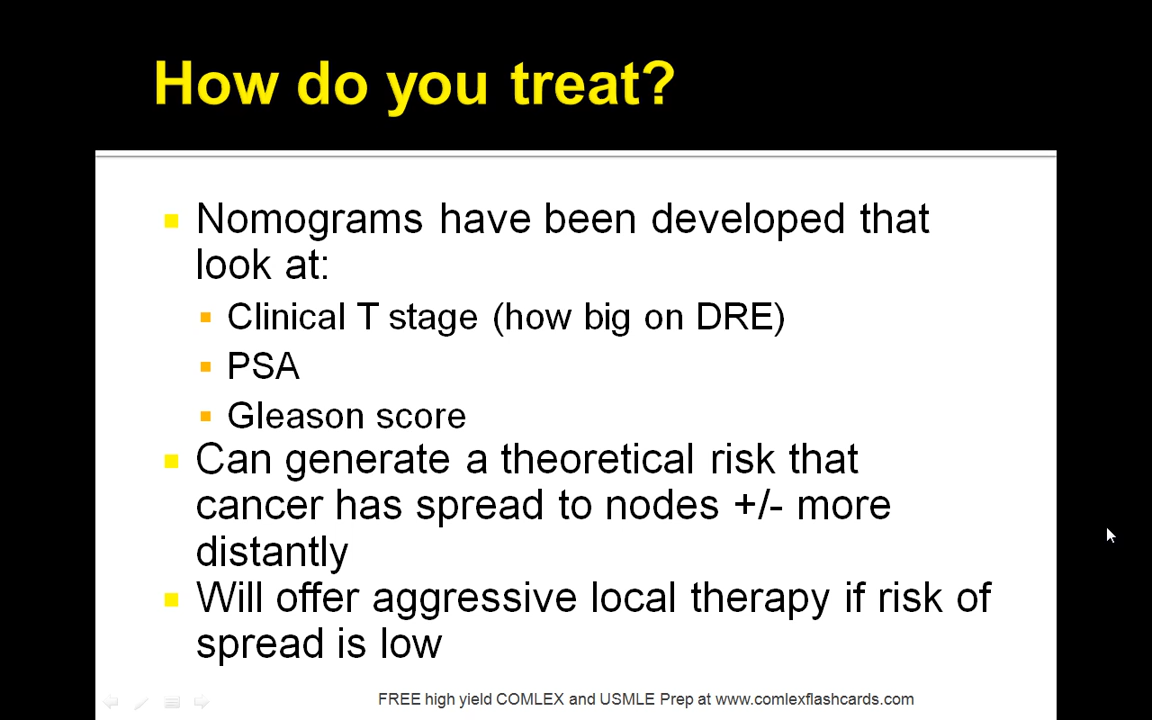 How do you treat?
Nomograms have been developed that
look at:
Clinical T stage (how big on DRE)
PSA
Gleason score
Can generate a theoretical risk that
cancer has spread to nodes +/- more
distantly
Will offer aggressive local therapy if risk of
spread is low
FREE high yield COMLEX and USMLE Prep at www.comlexflashcards.com